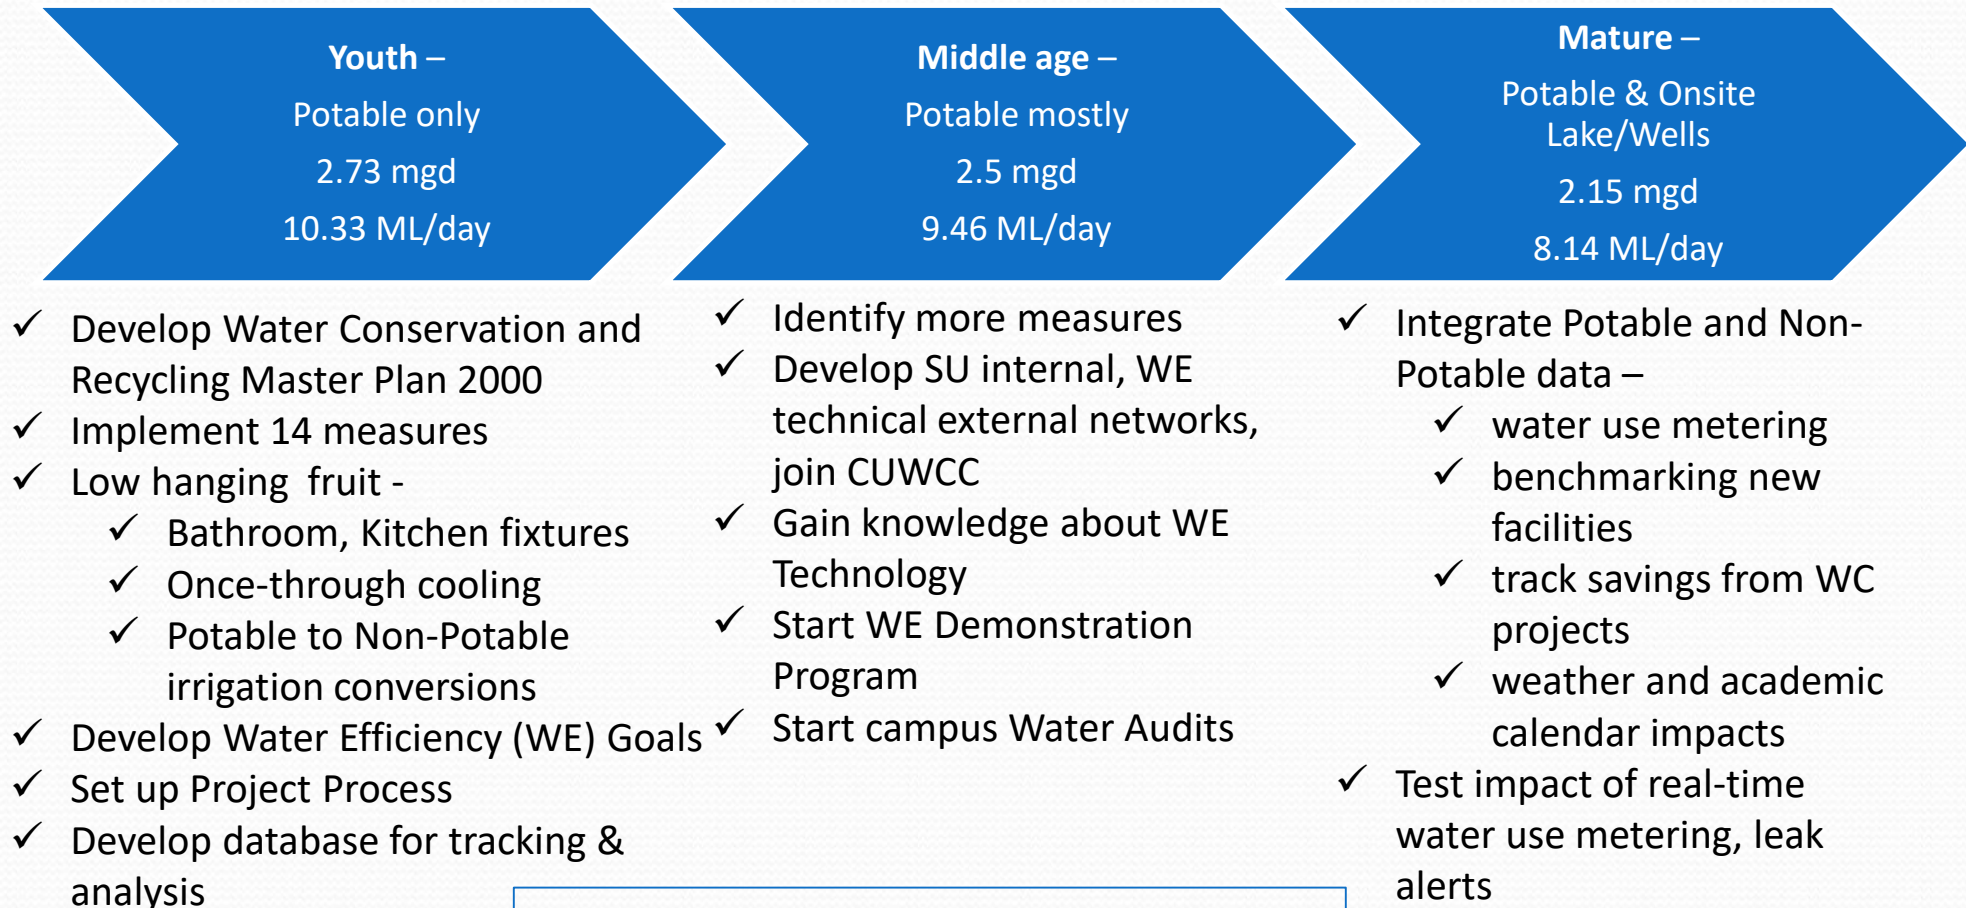 Youth –
Potable only
2.73 mgd
10.33 ML/day
Middle age –
Potable mostly
2.5 mgd
9.46 ML/day
Mature –
Potable & Onsite
Lake/Wells
2.15 mgd
8.14 ML/day
✓ Develop Water Conservation and
Recycling Master Plan 2000
✓ Implement 14 measures
✓ Low hanging fruit -
✓ Bathroom, Kitchen fixtures
✓ Once-through cooling
✓ Potable to Non-Potable
irrigation conversions
✓ Develop Water Efficiency (WE) Goals
✓ Set up Project Process
✓ Develop database for tracking &
analysis
✓ Identify more measures
✓ Develop SU internal, WE
technical external networks,
join CUWCC
✓ Gain knowledge about WE
Technology
✓ Start WE Demonstration
Program
✓ Start campus Water Audits
✓ Integrate Potable and Non-
Potable data –
✓ water use metering
✓ benchmarking new
facilities
✓ track savings from WC
projects
✓ weather and academic
calendar impacts
✓ Test impact of real-time
water use metering, leak
alerts